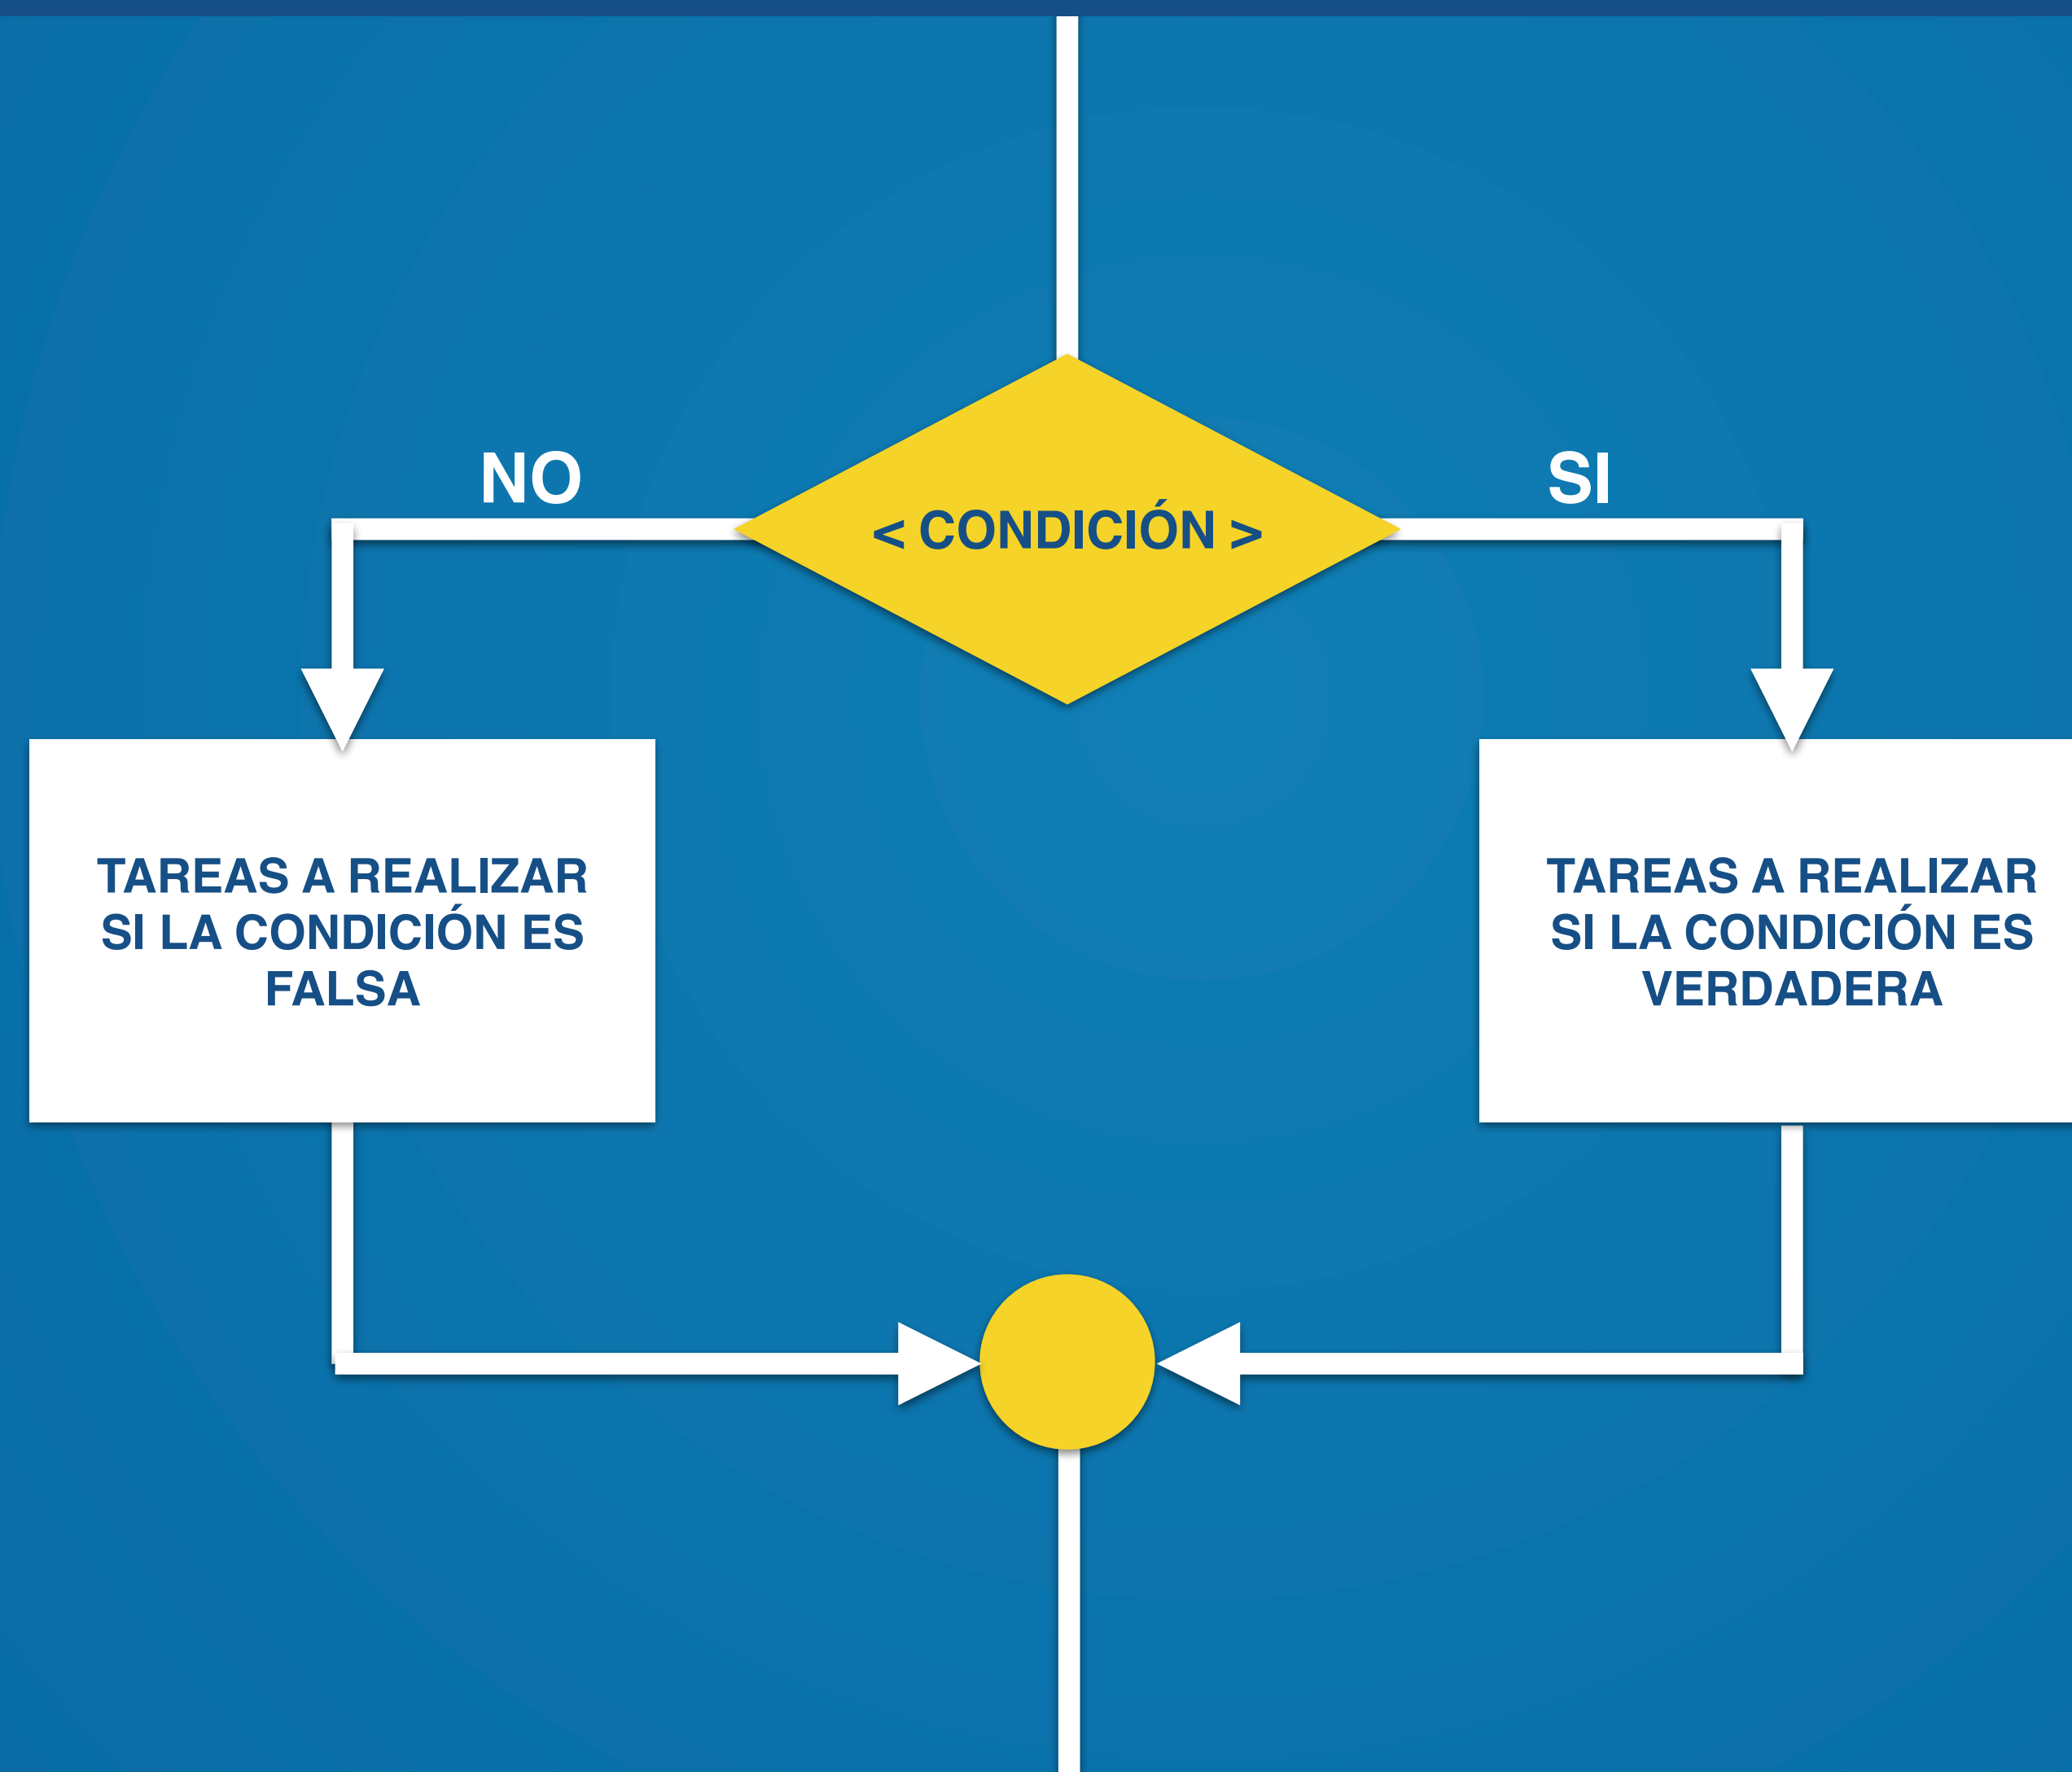 NO
SI
< CONDICIÓN >
TAREAS A REALIZAR
SI LA CONDICIÓN ES
FALSA
TAREAS A REALIZAR
SI LA CONDICIÓN ES
VERDADERA